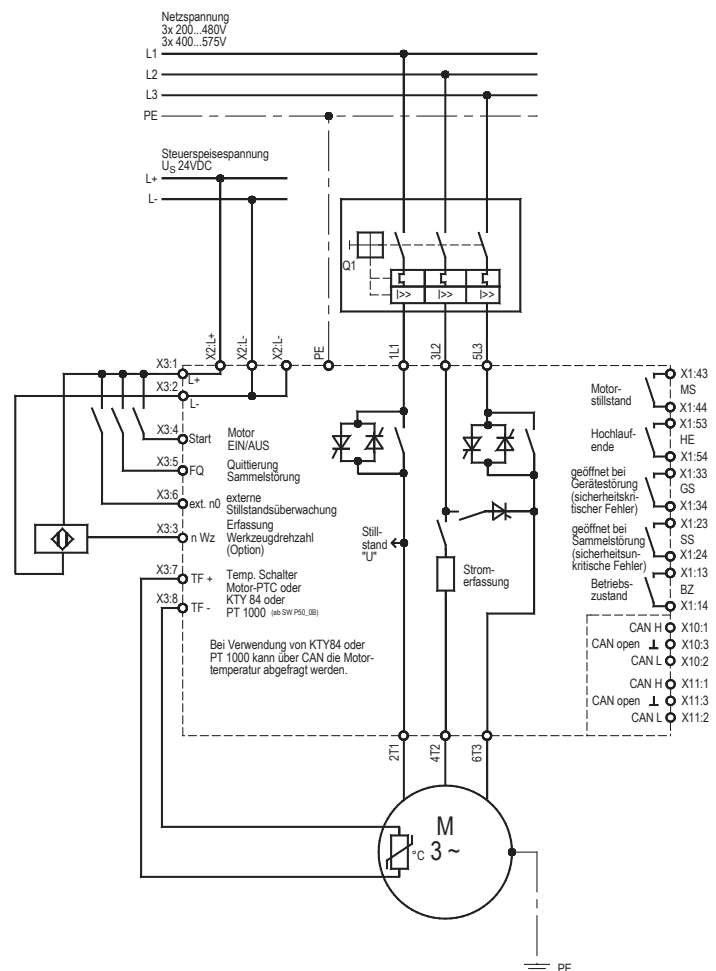 Netzspannung
3x 200...480V
3x 400...575V
L1
L2
L3
PE
Steuerspeisespannung
US 24VDC
L+
L-
Q1
I>> I>> I>>
X2:L+
X2:L-
X2:L-
PE
1L1
3L2
5L3
X3:1
L+
X3:2
L-
X3:4
Start
Motor
EIN/AUS
X3:5
FQ
Quittierung
Sammelstörung
X3:6
ext. n0
externe
Stillstandsüberwachung
X3:3
n Wz
Erfassung
Werkzeugdrehzahl
(Option)
X3:7
TF +
X3:8
TF -
Temp. Schalter
Motor-PTC oder
KTY 84 oder
PT 1000 (ab SW P50_0B)
Bei Verwendung von KTY84 oder
PT 1000 kann über CAN die Motor-
temperatur abgefragt werden.
Still-
stand
"U"
Strom-
erfassung
Motor-
stillstand
X1:43
MS
X1:44
Hochlauf-
ende
X1:53
HE
X1:54
geöffnet bei
Gerätestörung
(sicherheitskri-
tischer Fehler)
X1:33
GS
X1:34
geöffnet bei
Sammelstörung
(sicherheitsun-
kritische Fehler)
X1:23
SS
X1:24
Betriebs-
zustand
X1:13
BZ
X1:14
CAN H X10:1
CAN open X10:3
CAN L X10:2
CAN H X11:1
CAN open X11:3
CAN L X11:2
2T1
4T2
6T3
M
3 ~
°C
PE